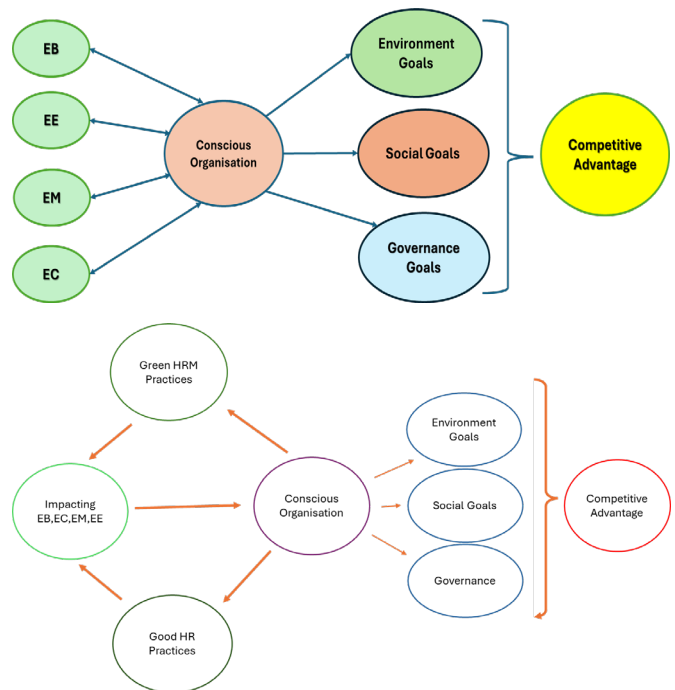 EB
EE
EM
EC
Conscious
Organisation
Environment
Goals
Social Goals
Governance
Goals
Competitive
Advantage
Green HRM
Practices
Impacting
EB,EC,EM,EE
Good HR
Practices
Conscious
Organisation
Environment
Goals
Social Goals
Governance
Competitive
Advantage